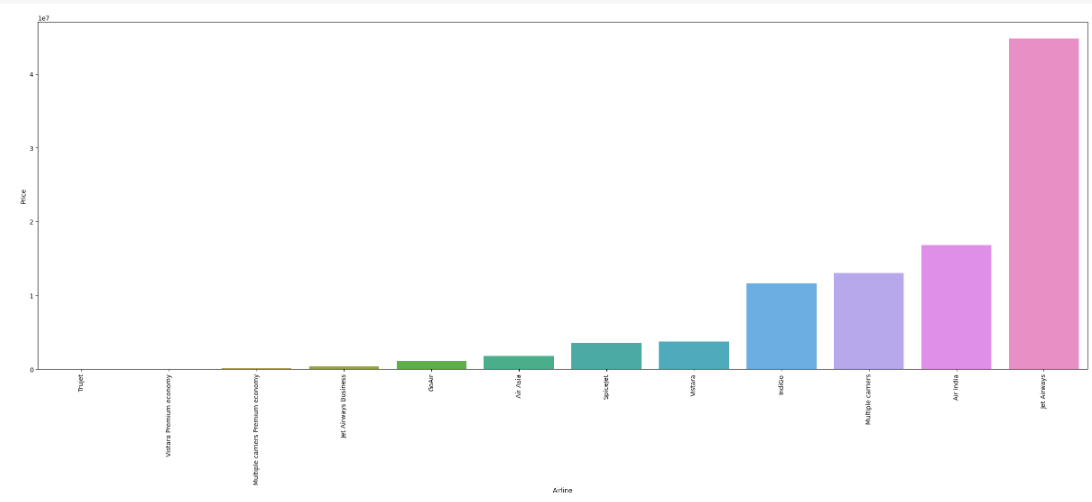 1e7
4
3
2
1
0
Price
Trujet
Vistara Premium economy
Multiple carriers Premium economy
Jet Airways Business
GoAir
Air Asia
SpiceJet
Vistara
IndiGo
Multiple carriers
Air India
Jet Airways
Airline